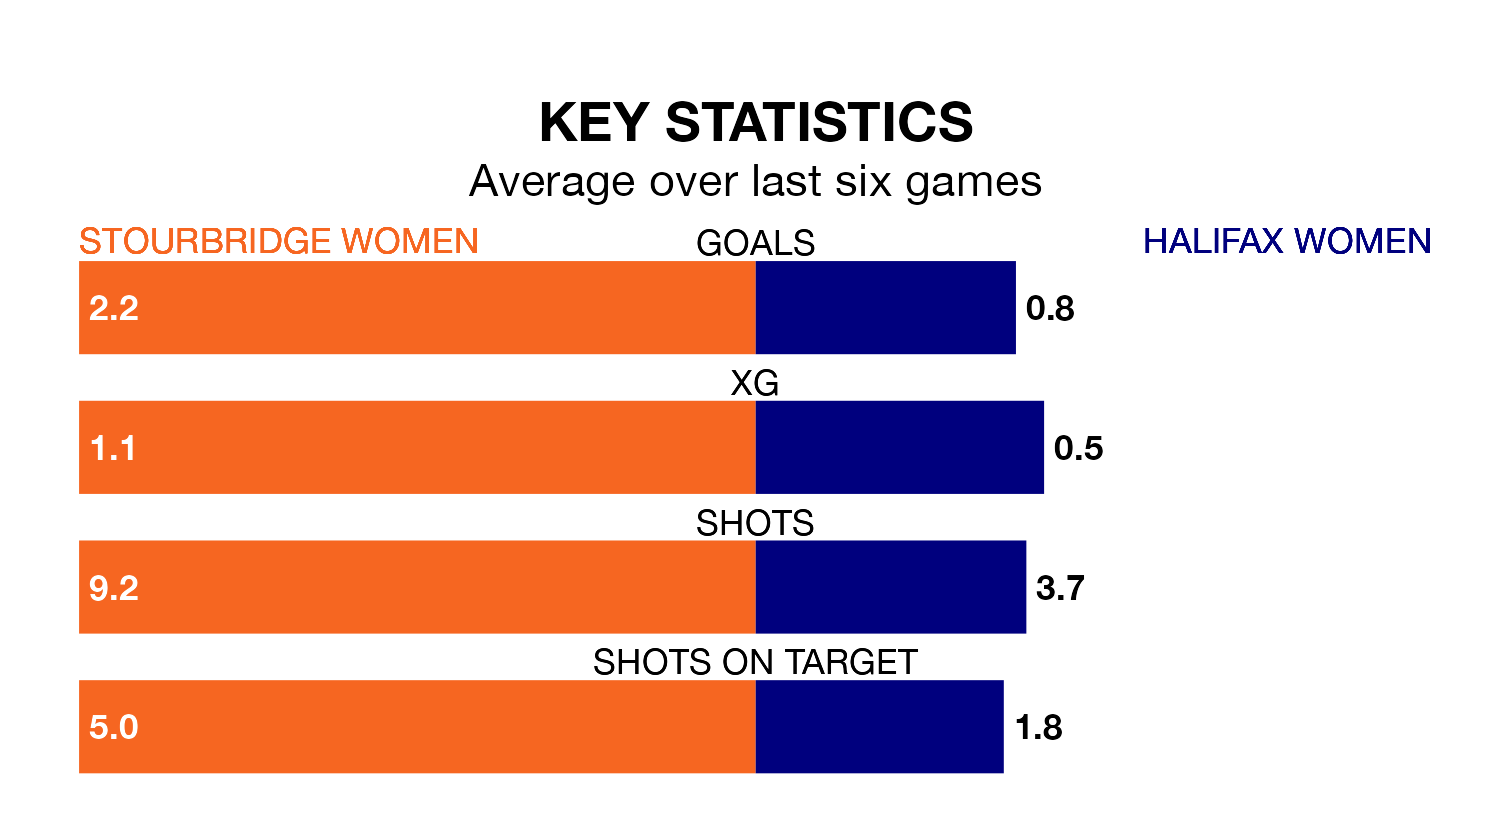 KEY STATISTICS
Average over last six games
STOURBRIDGE WOMEN GOALS HALIFAX WOMEN
2.2 0.8
XG
1.1 0.5
SHOTS
9.2 3.7
SHOTS ON TARGET
5.0 1.8